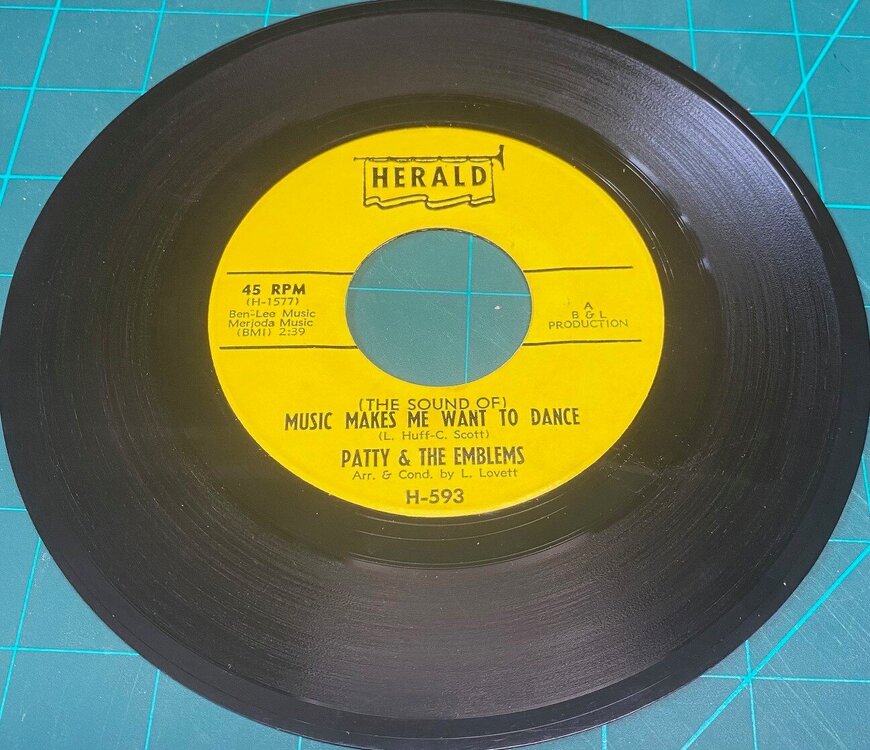 HERALD
45 RPM
(H-1577)
Ben-Lee Music
Merjoda Music
(BMI) 2:39
A
B & L
PRODUCTION
(THE SOUND OF)
MUSIC MAKES ME WANT TO DANCE
(L. Huff-C. Scott)
PATTY & THE EMBLEMS
Arr. & Cond. by L. Lovett
H-593